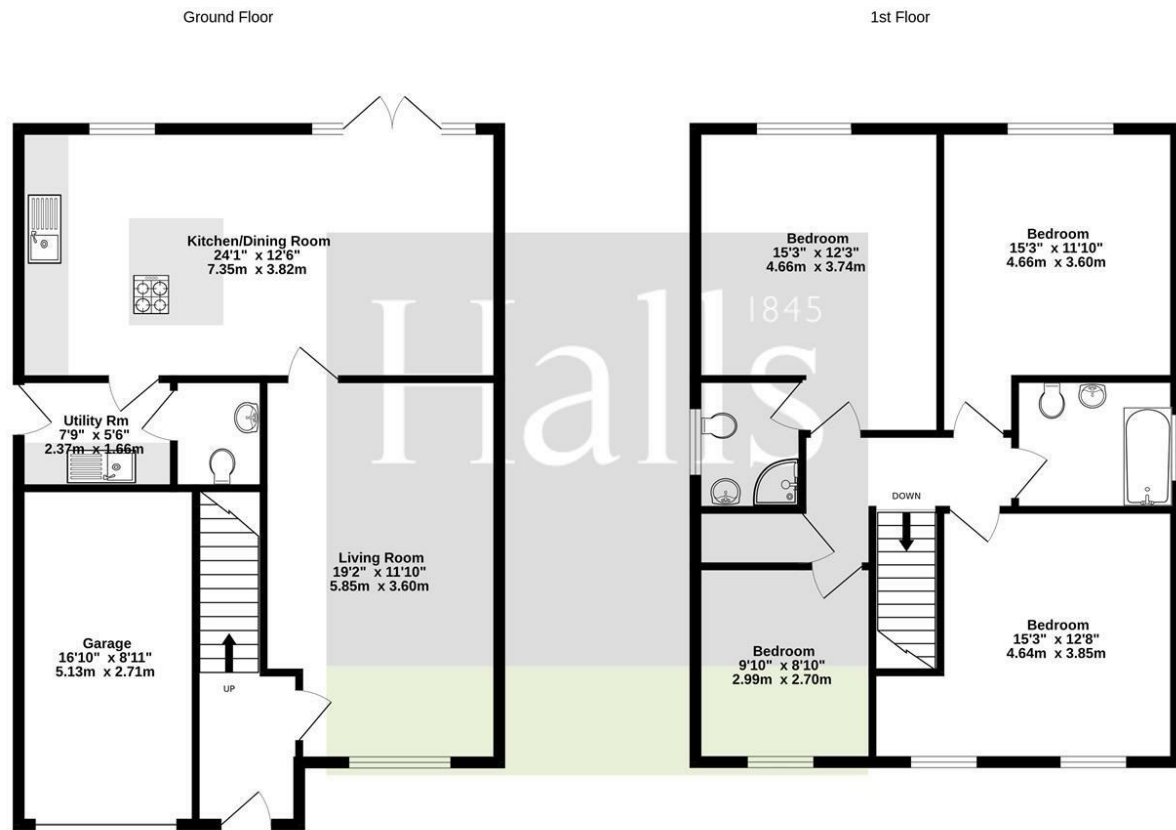 Ground Floor
1st Floor
Kitchen/Dining Room
24'1" x 12'6"
7.35m x 3.82m
Utility Rm
7'9" x 5'6"
2.37m x 1.66m
Living Room
19'2" x 11'10"
5.85m x 3.60m
Garage
16'10" x 8'11"
5.13m x 2.71m
UP
Bedroom
15'3" x 12'3"
4.66m x 3.74m
Bedroom
15'3" x 11'10"
4.66m x 3.60m
DOWN
Bedroom
9'10" x 8'10"
2.99m x 2.70m
Bedroom
15'3" x 12'8"
4.64m x 3.85m
Halls
1845